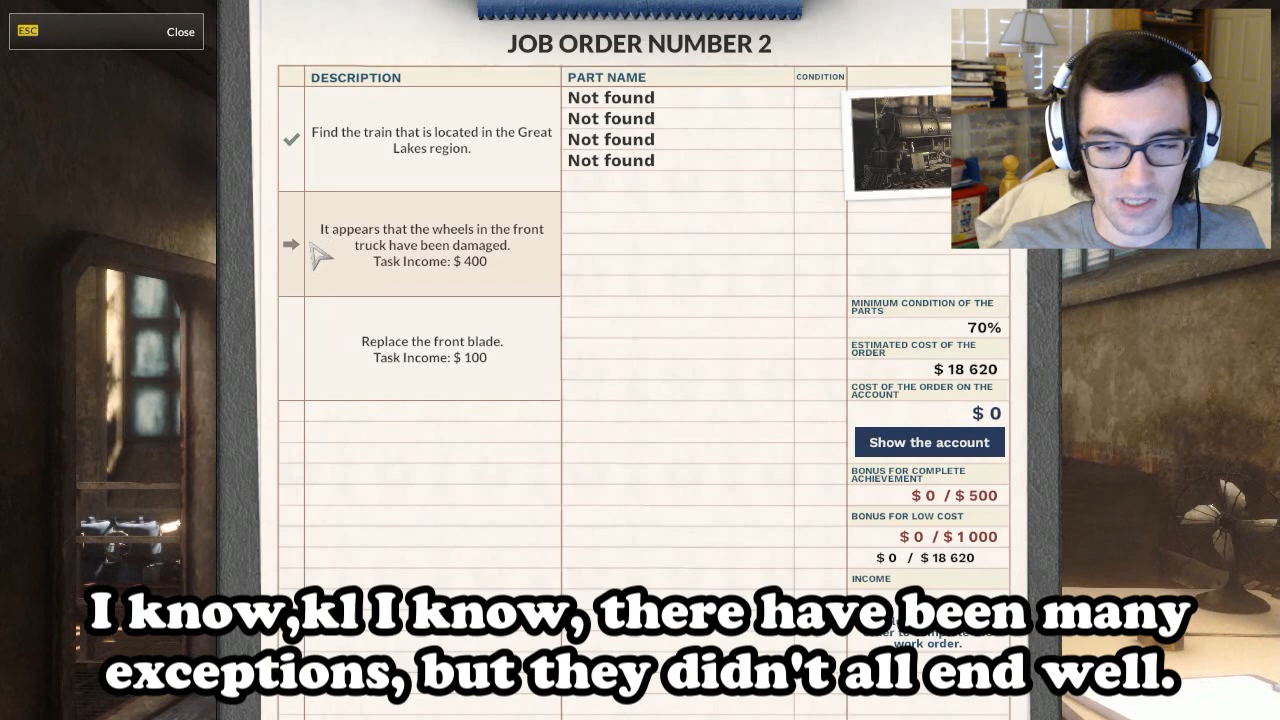 ESC
Close
JOB ORDER NUMBER 2
DESCRIPTION
PART NAME
CONDITION
Find the train that is located in the Great
Lakes region.
Not found
Not found
Not found
Not found
It appears that the wheels in the front
truck have been damaged.
Task Income: $ 400
Replace the front blade.
Task Income: $ 100
MINIMUM CONDITION OF THE
PARTS
70%
ESTIMATED COST OF THE
ORDER
$ 18 620
COST OF THE ORDER ON THE
ACCOUNT
$ 0
Show the account
BONUS FOR COMPLETE
ACHIEVEMENT
$ 0 / $ 500
BONUS FOR LOW COST
$ 0 / $ 1 000
$ 0 / $ 18 620
INCOME
work order.
I know,kl I know, there have been many
exceptions, but they didn't all end well.